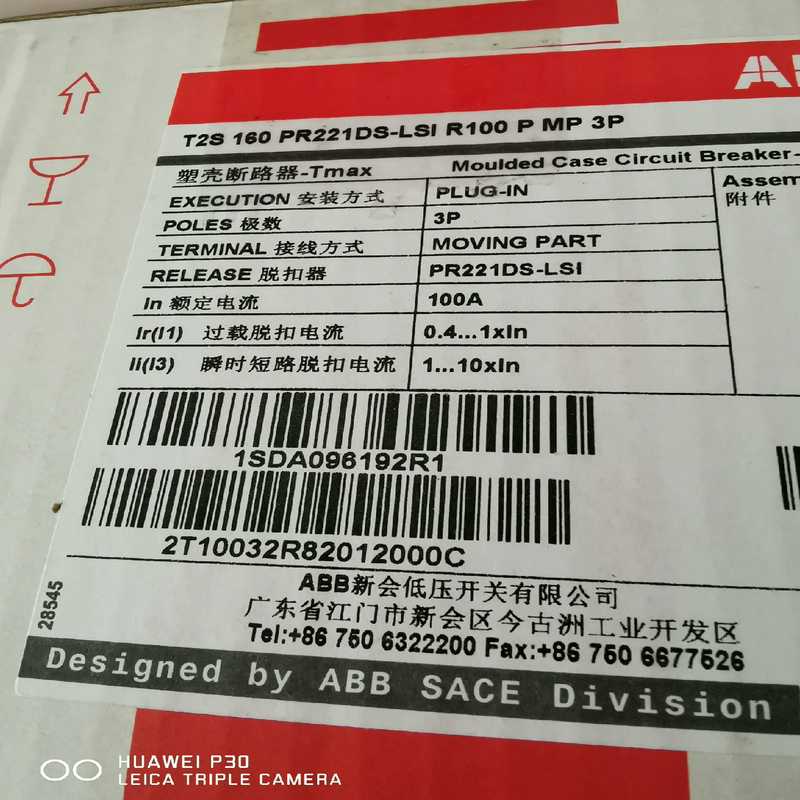 T2S 160 PR221DS-LSI R100 P MP 3P
塑壳断路器-Tmax Moulded Case Circuit Breaker-
EXECUTION 安装方式 PLUG-IN
附件
POLES 极数 3P
TERMINAL 接线方式 MOVING PART
RELEASE 脱扣器 PR221DS-LSI
In 额定电流 100A
Ir(I1) 过载脱扣电流 0.4...1xIn
Ii(I3) 瞬时短路脱扣电流 1...10xIn
1SDA096192R1
2T10032R82012000C
28545
ABB新会低压开关有限公司
广东省江门市新会区今古洲工业开发区
Tel:+86 750 6322200 Fax:+86 750 6677526
Designed by ABB SACE Division
HUAWEI P30
LEICA TRIPLE CAMERA